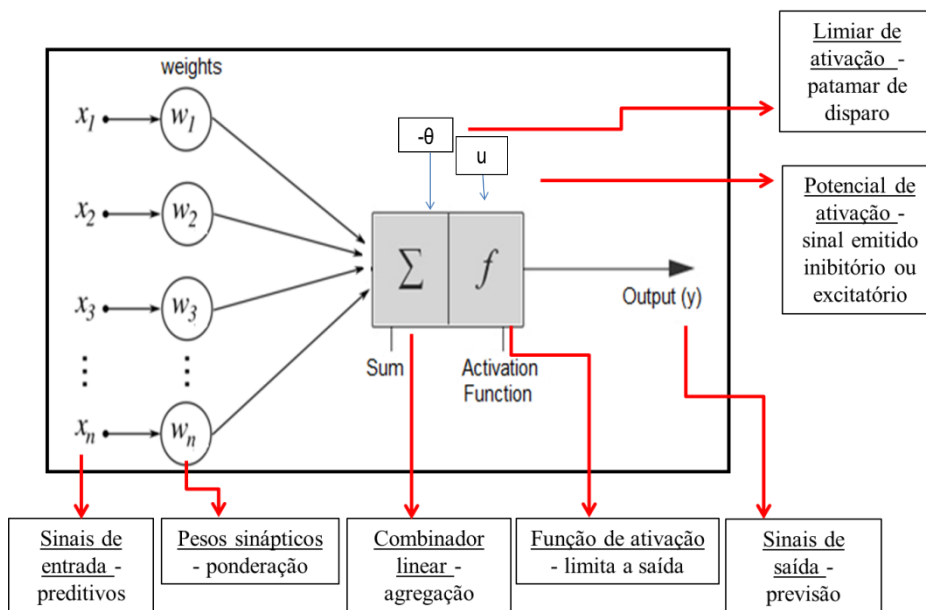 Limiar de
ativação -
patamar de
disparo
weights
x1
w1
-θ
u
Potencial de
ativação -
sinal emitido
inibitório ou
excitatório
x2
w2
∑
f
x3
w3
Output (y)
Sum
Activation
Function
xn
wn
Sinais de
entrada -
preditivos
Pesos sinápticos
- ponderação
Combinador
linear -
agregação
Função de ativação
- limita a saída
Sinais de
saída -
previsão